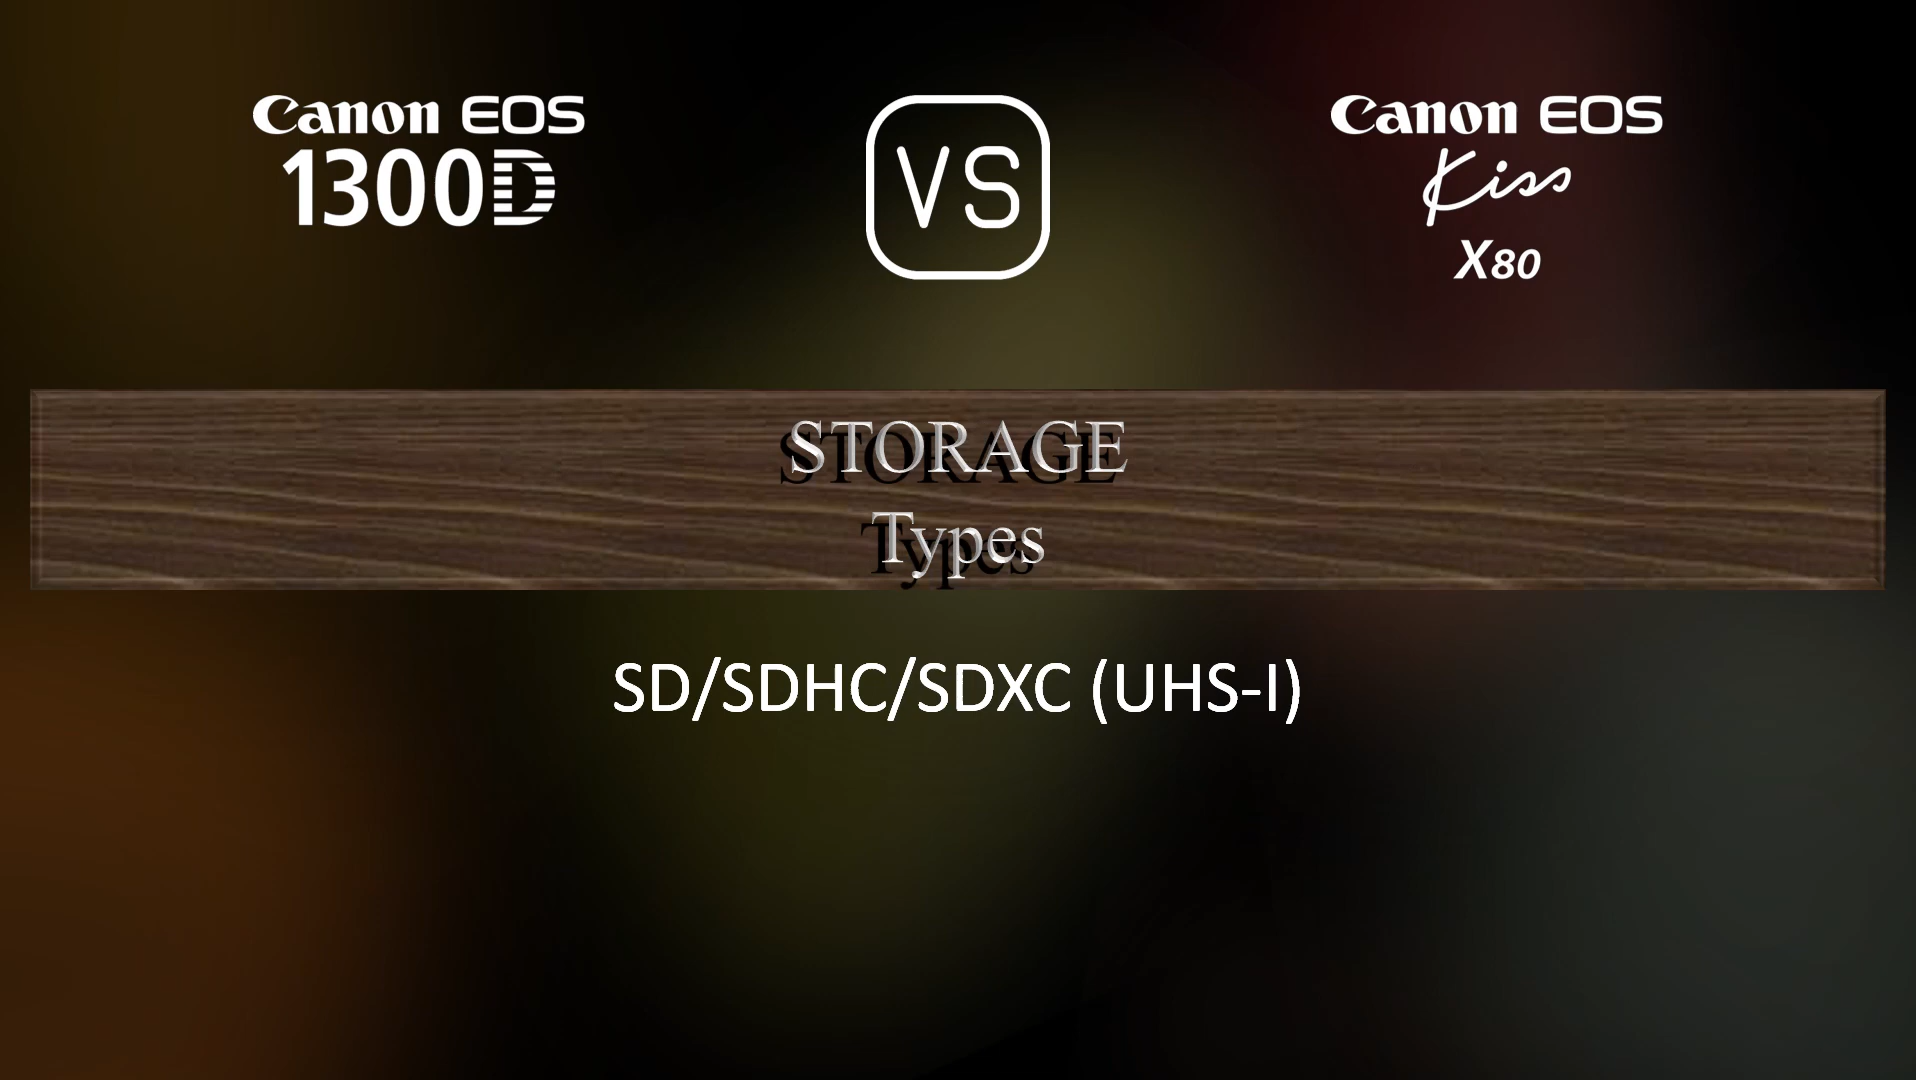 Canon EOS
1300D
VS
Canon EOS
Kiss
X80
STORAGE
Types
SD/SDHC/SDXC (UHS-I)